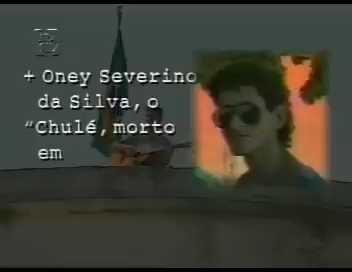 + Oney Severino
da Silva, o
“Chulé, morto
em